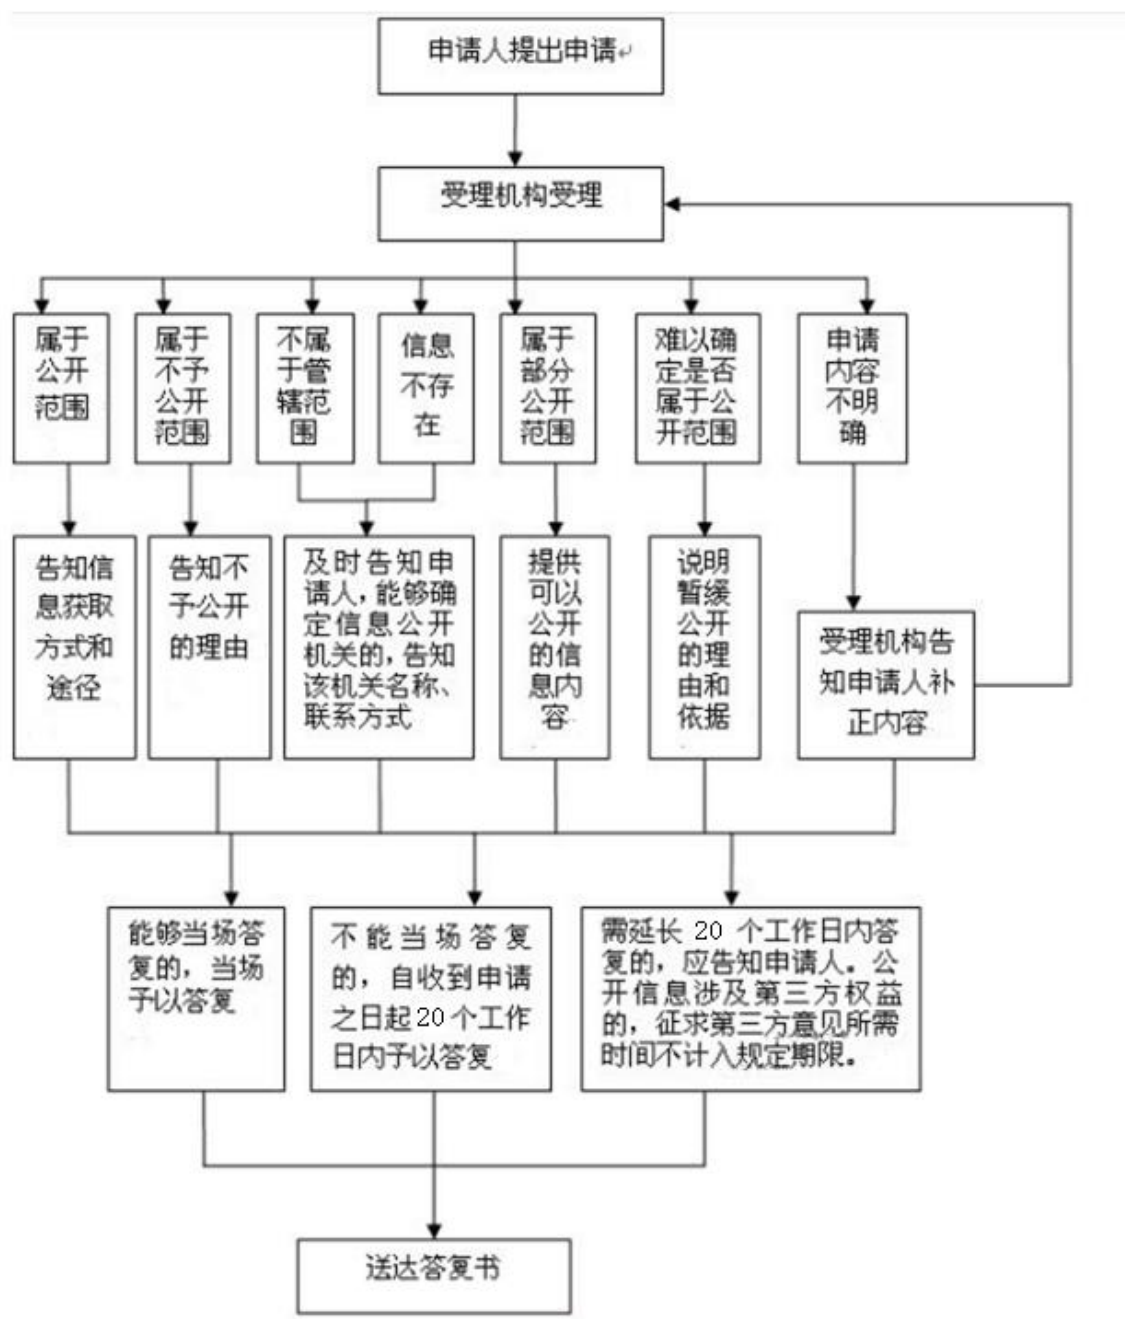 申请人提出申请↵
受理机构受理
属于
公开
范围
属于
不予
公开
范围
不属
于管
辖范
围
信息
不存
在
属于
部分
公开
范围
难以确
定是否
属于公
开范围
申请
内容
不明
确
告知信
息获取
方式和
途径
告知不
予公开
的理由
及时告知申
请人,能够确
定信息公开
机关的,告知
该机关名称、
联系方式
提供
可以
公开
的信
息内
容
说明
暂缓
公开
的理
由和
依据
受理机构告
知申请人补
正内容
能够当场答
复的，当场
予以答复
不能当场答复
的，自收到申请
之日起20个工作
日内予以答复
需延长 20 个工作日内答
复的，应告知申请人。公
开信息涉及第三方权益
的，征求第三方意见所需
时间不计入规定期限。
送达答复书